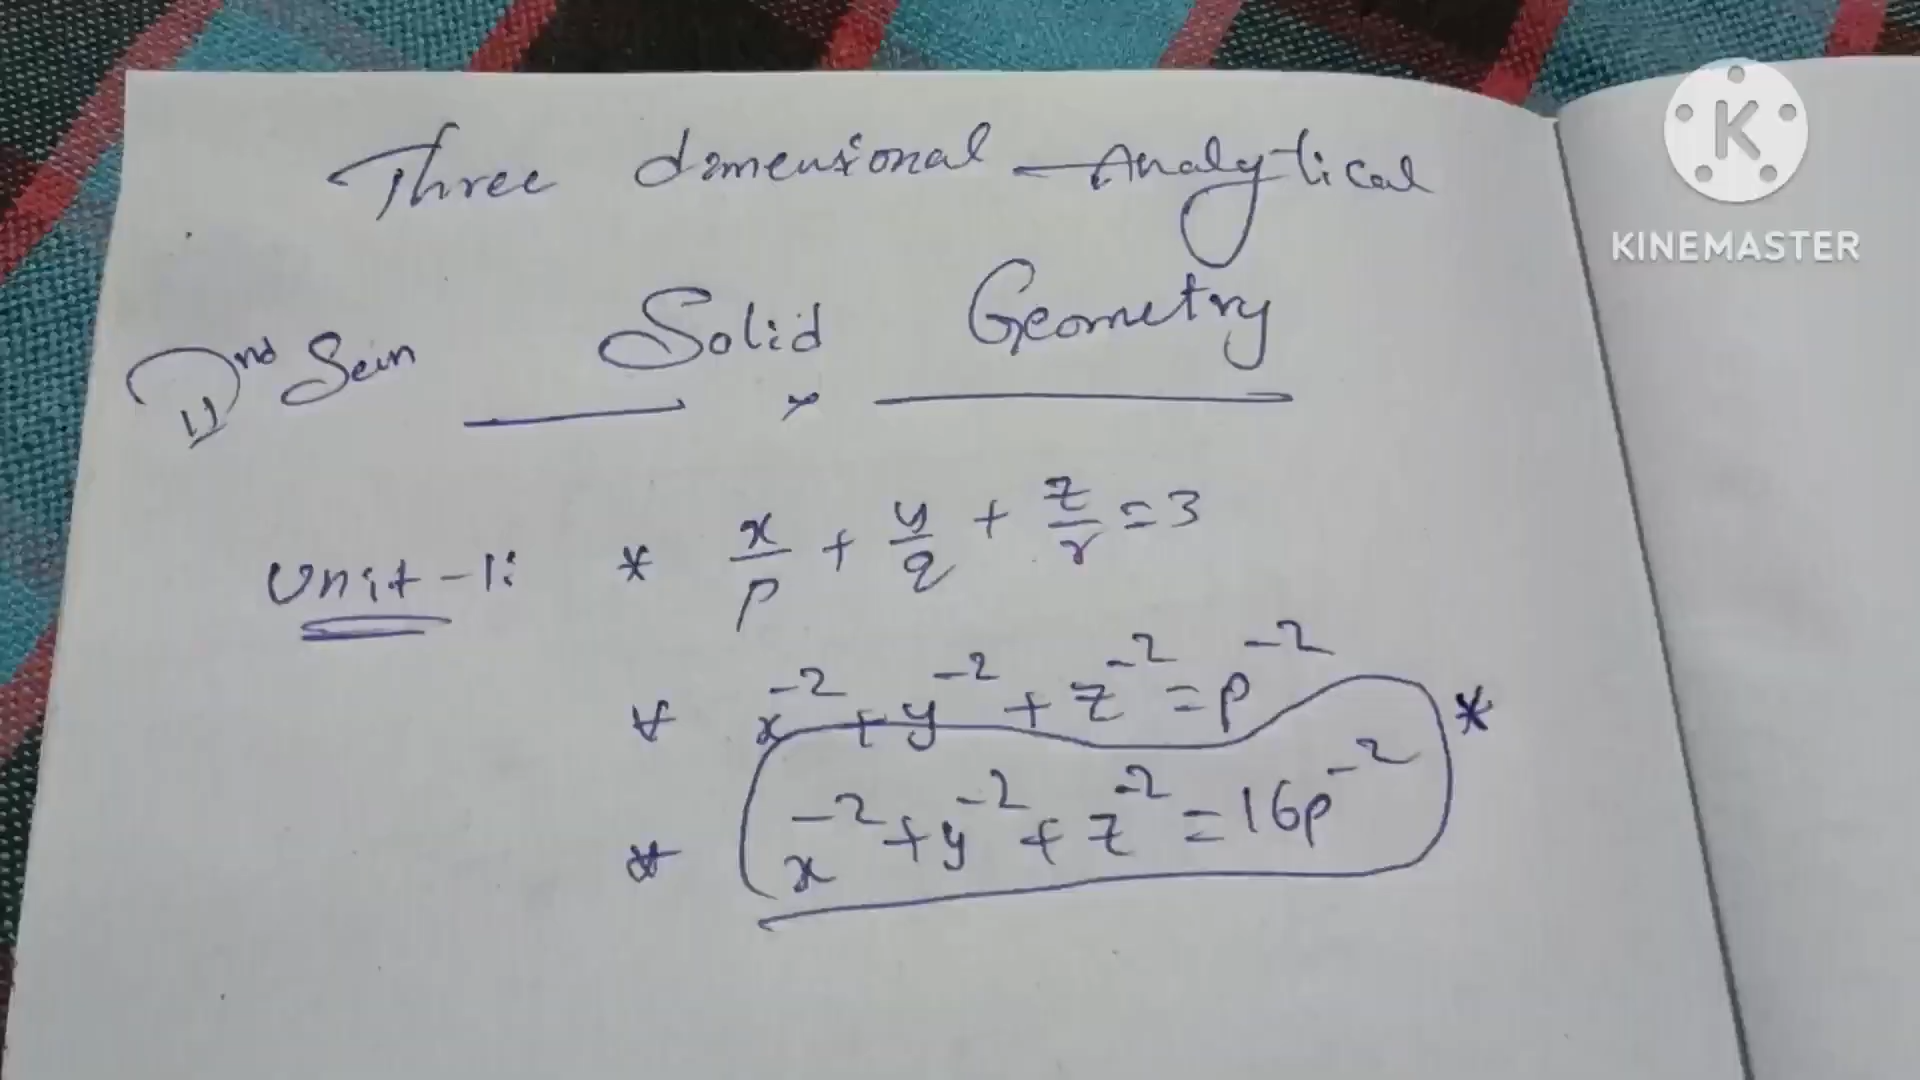 Three dimensional Analytical
Solid Geometry
IInd Sem
Unit-1: * x/p + y/q + z/r = 3
* x^-2 + y^-2 + z^-2 = p^-2
* x^-2 + y^-2 + z^-2 = 16p^-2 *
K
KINEMASTER